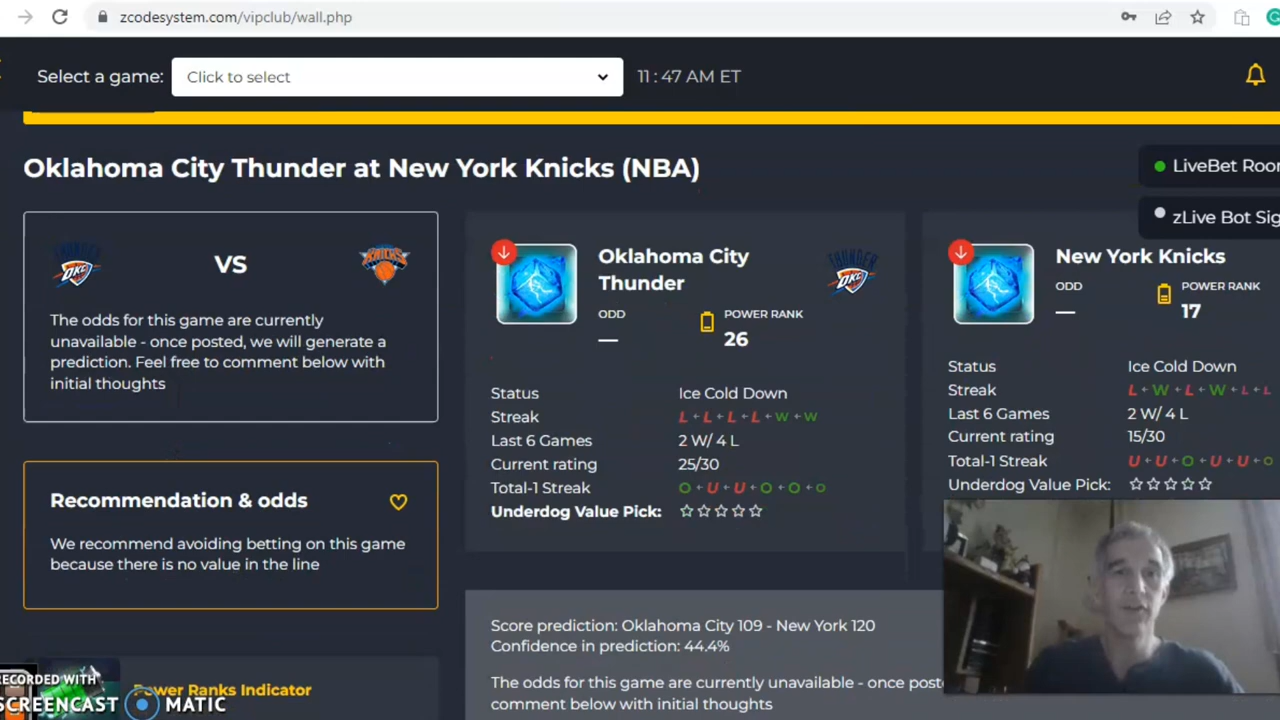 zcodesystem.com/vipclub/wall.php
Select a game: Click to select 11:47 AM ET
Oklahoma City Thunder at New York Knicks (NBA)
LiveBet Roor
zLive Bot Sig
THUNDER
OKC
VS
KNICKS
The odds for this game are currently
unavailable - once posted, we will generate a
prediction. Feel free to comment below with
initial thoughts
Recommendation & odds
We recommend avoiding betting on this game
because there is no value in the line
Power Ranks Indicator
Oklahoma City
Thunder
THUNDER
OKC
ODD
—
POWER RANK
26
Status Ice Cold Down
Streak L L L L W W
Last 6 Games 2 W/ 4 L
Current rating 25/30
Total-1 Streak O U U O O O
Underdog Value Pick:
New York Knicks
ODD
—
POWER RANK
17
Status Ice Cold Down
Streak L W L W L L
Last 6 Games 2 W/ 4 L
Current rating 15/30
Total-1 Streak U U O U U O
Underdog Value Pick:
Score prediction: Oklahoma City 109 - New York 120
Confidence in prediction: 44.4%
The odds for this game are currently unavailable - once poste
comment below with initial thoughts
RECORDED WITH
SCREENCAST MATIC